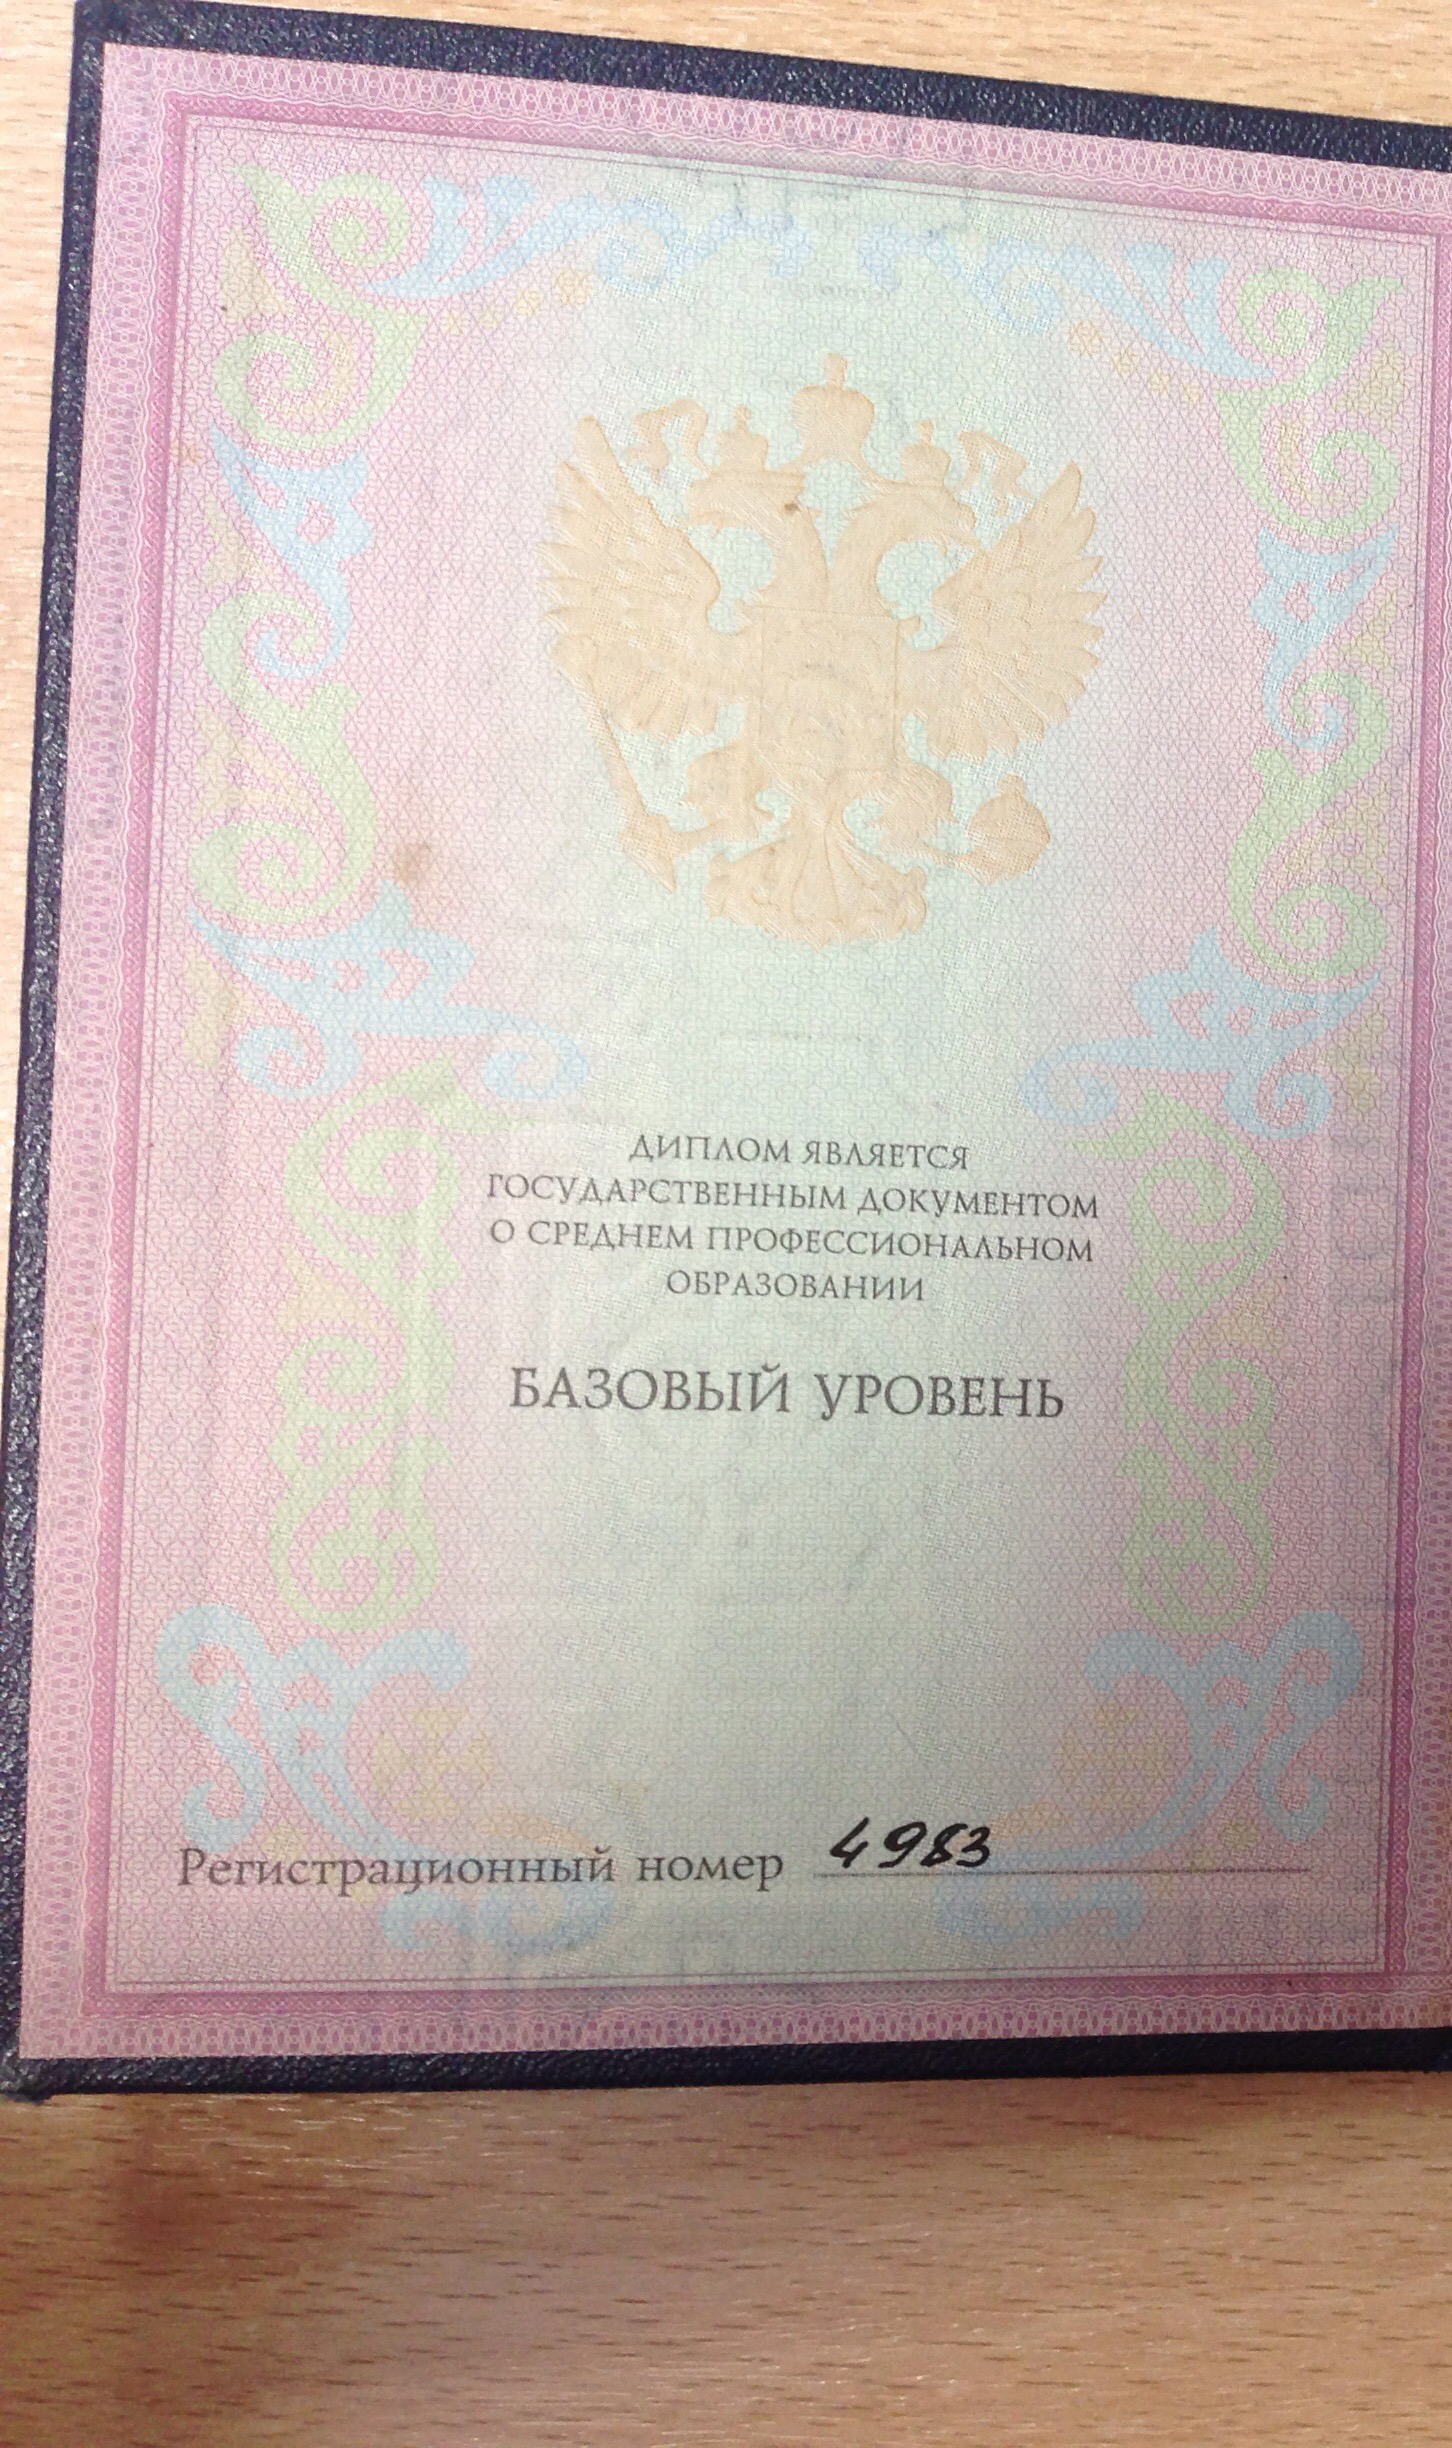 ДИПЛОМ ЯВЛЯЕТСЯ
ГОСУДАРСТВЕННЫМ ДОКУМЕНТОМ
О СРЕДНЕМ ПРОФЕССИОНАЛЬНОМ
ОБРАЗОВАНИИ
БАЗОВЫЙ УРОВЕНЬ
Регистрационный номер 4983